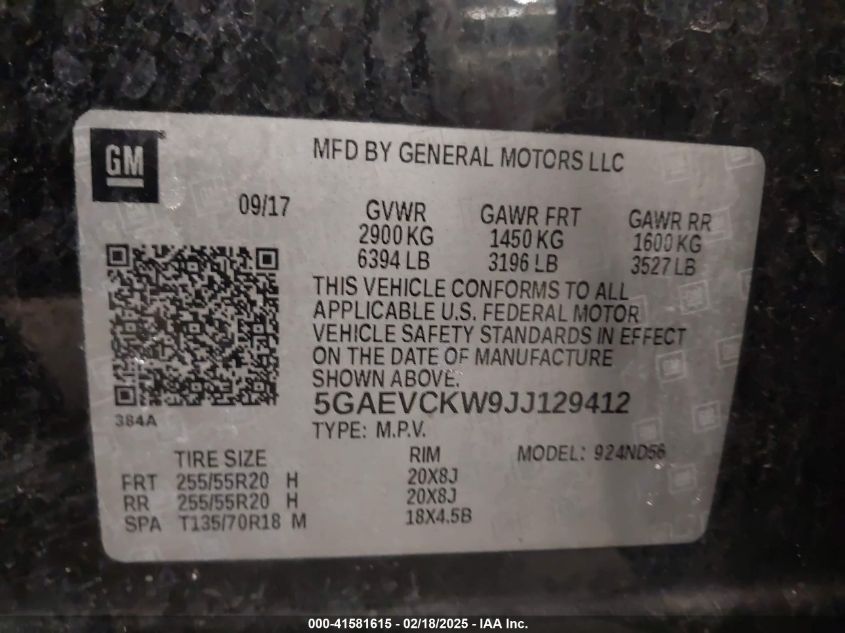 GM
MFD BY GENERAL MOTORS LLC
09/17
GVWR GAWR FRT GAWR RR
2900 KG 1450 KG 1600 KG
6394 LB 3196 LB 3527 LB
THIS VEHICLE CONFORMS TO ALL
APPLICABLE U.S. FEDERAL MOTOR
VEHICLE SAFETY STANDARDS IN EFFECT
ON THE DATE OF MANUFACTURE
SHOWN ABOVE.
384A
5GAEVCKW9JJ129412
TYPE: M.P.V.
TIRE SIZE RIM MODEL: 924ND56
FRT 255/55R20 H 20X8J
RR 255/55R20 H 20X8J
SPA T135/70R18 M 18X4.5B
000-41581615 - 02/18/2025 - IAA Inc.